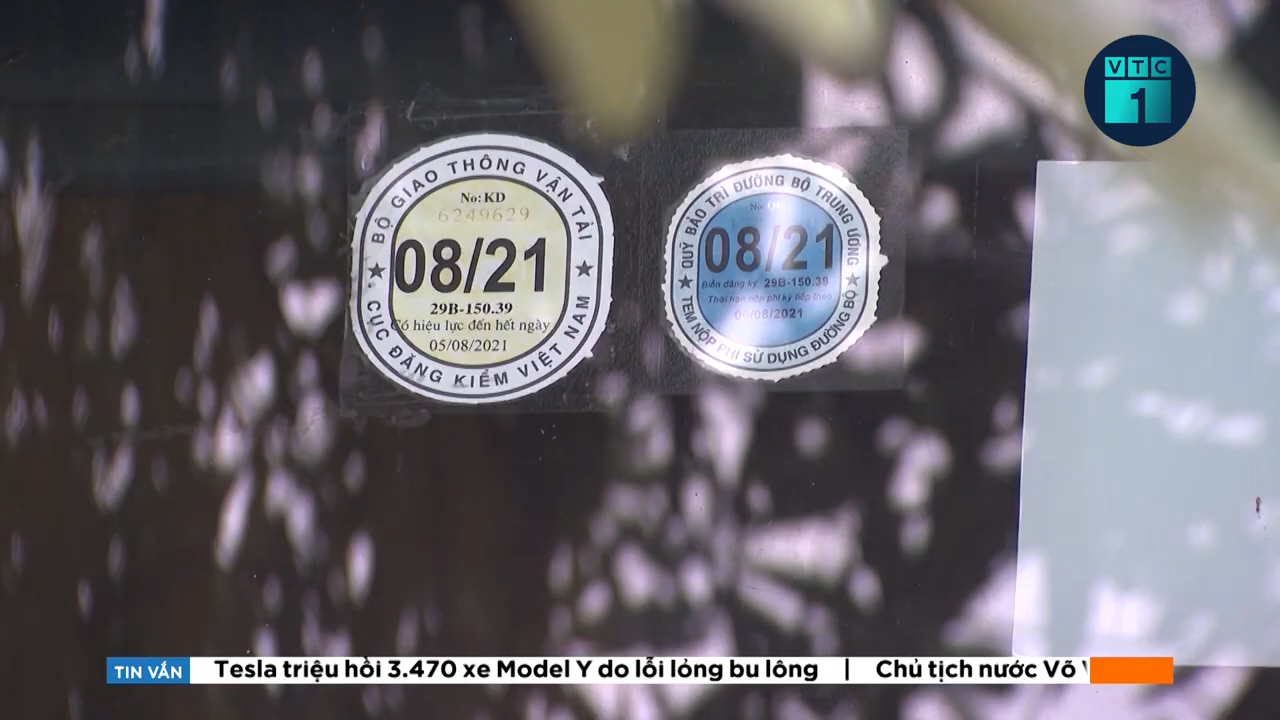 VTC
1
BỘ GIAO THÔNG VẬN TẢI
No: KD
6249629
08/21
29B-150.39
Có hiệu lực đến hết ngày
05/08/2021
CỤC ĐĂNG KIỂM VIỆT NAM
QUỸ BẢO TRÌ ĐƯỜNG BỘ TRUNG ƯƠNG
08/21
Biển đăng ký 29B-150.39
Thời hạn nộp phí kỳ tiếp theo
06/08/2021
TEM NỘP PHÍ SỬ DỤNG ĐƯỜNG BỘ
TIN VẮN Tesla triệu hồi 3.470 xe Model Y do lỗi lỏng bu lông | Chủ tịch nước Võ